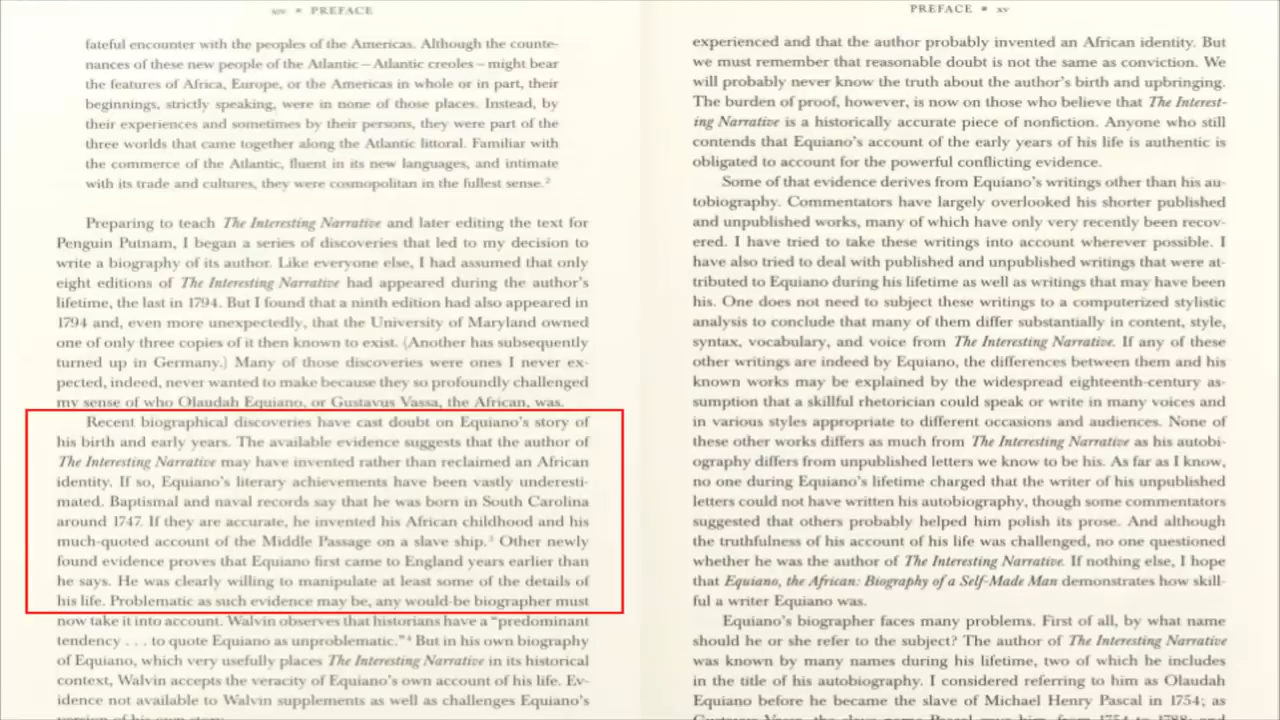 xiv ▪ PREFACE
fateful encounter with the peoples of the Americas. Although the counte-
nances of these new people of the Atlantic – Atlantic creoles – might bear
the features of Africa, Europe, or the Americas in whole or in part, their
beginnings, strictly speaking, were in none of those places. Instead, by
their experiences and sometimes by their persons, they were part of the
three worlds that came together along the Atlantic littoral. Familiar with
the commerce of the Atlantic, fluent in its new languages, and intimate
with its trade and cultures, they were cosmopolitan in the fullest sense.²
Preparing to teach The Interesting Narrative and later editing the text for
Penguin Putnam, I began a series of discoveries that led to my decision to
write a biography of its author. Like everyone else, I had assumed that only
eight editions of The Interesting Narrative had appeared during the author's
lifetime, the last in 1794. But I found that a ninth edition had also appeared in
1794 and, even more unexpectedly, that the University of Maryland owned
one of only three copies of it then known to exist. (Another has subsequently
turned up in Germany.) Many of those discoveries were ones I never ex-
pected, indeed, never wanted to make because they so profoundly challenged
my sense of who Olaudah Equiano, or Gustavus Vassa, the African, was.
Recent biographical discoveries have cast doubt on Equiano's story of
his birth and early years. The available evidence suggests that the author of
The Interesting Narrative may have invented rather than reclaimed an African
identity. If so, Equiano's literary achievements have been vastly underesti-
mated. Baptismal and naval records say that he was born in South Carolina
around 1747. If they are accurate, he invented his African childhood and his
much-quoted account of the Middle Passage on a slave ship.³ Other newly
found evidence proves that Equiano first came to England years earlier than
he says. He was clearly willing to manipulate at least some of the details of
his life. Problematic as such evidence may be, any would-be biographer must
now take it into account. Walvin observes that historians have a "predominant
tendency . . . to quote Equiano as unproblematic."⁴ But in his own biography
of Equiano, which very usefully places The Interesting Narrative in its historical
context, Walvin accepts the veracity of Equiano's own account of his life. Ev-
idence not available to Walvin supplements as well as challenges Equiano's
version of his own story.
PREFACE ▪ xv
experienced and that the author probably invented an African identity. But
we must remember that reasonable doubt is not the same as conviction. We
will probably never know the truth about the author's birth and upbringing.
The burden of proof, however, is now on those who believe that The Interest-
ing Narrative is a historically accurate piece of nonfiction. Anyone who still
contends that Equiano's account of the early years of his life is authentic is
obligated to account for the powerful conflicting evidence.
Some of that evidence derives from Equiano's writings other than his au-
tobiography. Commentators have largely overlooked his shorter published
and unpublished works, many of which have only very recently been recov-
ered. I have tried to take these writings into account wherever possible. I
have also tried to deal with published and unpublished writings that were at-
tributed to Equiano during his lifetime as well as writings that may have been
his. One does not need to subject these writings to a computerized stylistic
analysis to conclude that many of them differ substantially in content, style,
syntax, vocabulary, and voice from The Interesting Narrative. If any of these
other writings are indeed by Equiano, the differences between them and his
known works may be explained by the widespread eighteenth-century as-
sumption that a skillful rhetorician could speak or write in many voices and
in various styles appropriate to different occasions and audiences. None of
these other works differs as much from The Interesting Narrative as his autobi-
ography differs from unpublished letters we know to be his. As far as I know,
no one during Equiano's lifetime charged that the writer of his unpublished
letters could not have written his autobiography, though some commentators
suggested that others probably helped him polish its prose. And although
the truthfulness of his account of his life was challenged, no one questioned
whether he was the author of The Interesting Narrative. If nothing else, I hope
that Equiano, the African: Biography of a Self-Made Man demonstrates how skill-
ful a writer Equiano was.
Equiano's biographer faces many problems. First of all, by what name
should he or she refer to the subject? The author of The Interesting Narrative
was known by many names during his lifetime, two of which he includes
in the title of his autobiography. I considered referring to him as Olaudah
Equiano before he became the slave of Michael Henry Pascal in 1754; as